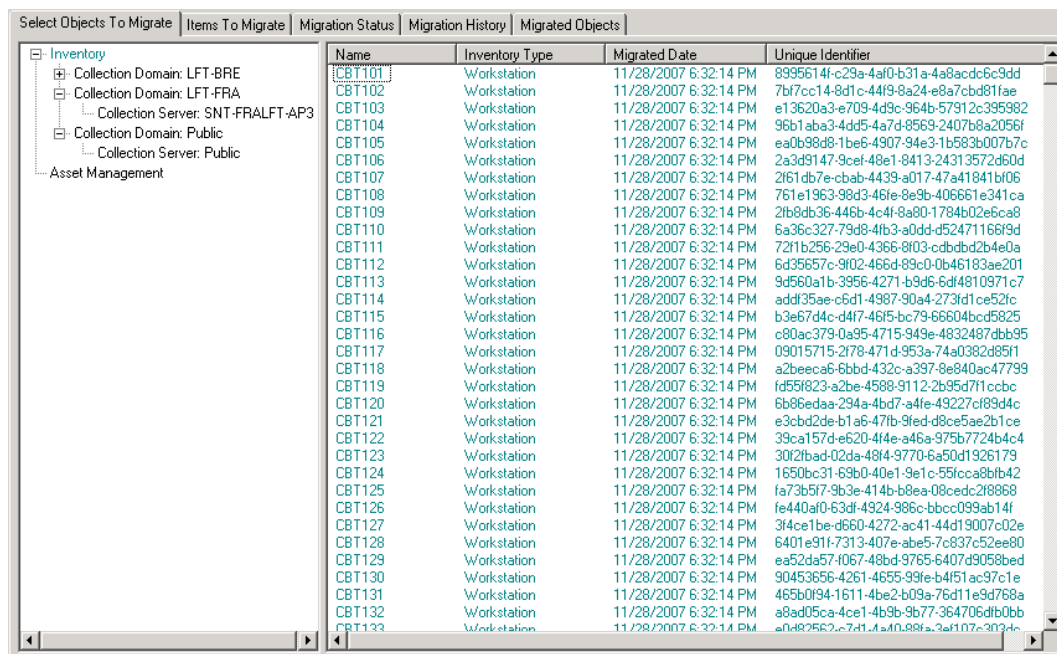 Select Objects To Migrate Items To Migrate Migration Status Migration History Migrated Objects
Inventory
Collection Domain: LFT-BRE
Collection Domain: LFT-FRA
Collection Server: SNT-FRALFT-AP3
Collection Domain: Public
Collection Server: Public
Asset Management
Name Inventory Type Migrated Date Unique Identifier
CBT101 Workstation 11/28/2007 6:32:14 PM 8995614f-c29a-4af0-b31a-4a8acdc6c9dd
CBT102 Workstation 11/28/2007 6:32:14 PM 7bf7cc14-8d1c-44f9-8a24-e8a7cbd81fae
CBT103 Workstation 11/28/2007 6:32:14 PM e13620a3-e709-4d9c-964b-57912c395982
CBT104 Workstation 11/28/2007 6:32:14 PM 96b1aba3-4dd5-4a7d-8569-2407b8a2056f
CBT105 Workstation 11/28/2007 6:32:14 PM ea0b98d8-1be6-4907-94e3-1b583b007b7c
CBT106 Workstation 11/28/2007 6:32:14 PM 2a3d9147-9cef-48e1-8413-24313572d60d
CBT107 Workstation 11/28/2007 6:32:14 PM 2f61db7e-cbab-4439-a017-47a41841bf06
CBT108 Workstation 11/28/2007 6:32:14 PM 761e1963-98d3-46fe-8e9b-406661e341ca
CBT109 Workstation 11/28/2007 6:32:14 PM 2fb8db36-446b-4c4f-8a80-1784b02e6ca8
CBT110 Workstation 11/28/2007 6:32:14 PM 6a36c327-79d8-4fb3-a0dd-d52471166f9d
CBT111 Workstation 11/28/2007 6:32:14 PM 72f1b256-29e0-4366-8f03-cdbdbd2b4e0a
CBT112 Workstation 11/28/2007 6:32:14 PM 6d35657c-9f02-466d-89c0-0b46183ae201
CBT113 Workstation 11/28/2007 6:32:14 PM 9d560a1b-3956-4271-b9d6-6df4810971c7
CBT114 Workstation 11/28/2007 6:32:14 PM addf35ae-c6d1-4987-90a4-273fd1ce52fc
CBT115 Workstation 11/28/2007 6:32:14 PM b3e67d4c-d4f7-46f5-bc79-66604bcd5825
CBT116 Workstation 11/28/2007 6:32:14 PM c80ac379-0a95-4715-949e-4832487dbb95
CBT117 Workstation 11/28/2007 6:32:14 PM 09015715-2f78-471d-953a-74a0382d85f1
CBT118 Workstation 11/28/2007 6:32:14 PM a2beeca6-6bbd-432c-a397-8e840ac47799
CBT119 Workstation 11/28/2007 6:32:14 PM fd55f823-a2be-4588-9112-2b95d7f1ccbc
CBT120 Workstation 11/28/2007 6:32:14 PM 6b86edaa-294a-4bd7-a4fe-49227cf89d4c
CBT121 Workstation 11/28/2007 6:32:14 PM e3cbd2de-b1a6-47fb-9fed-d8ce5ae2b1ce
CBT122 Workstation 11/28/2007 6:32:14 PM 39ca157d-e620-4f4e-a46a-975b7724b4c4
CBT123 Workstation 11/28/2007 6:32:14 PM 30f2fbad-02da-48f4-9770-6a50d1926179
CBT124 Workstation 11/28/2007 6:32:14 PM 1650bc31-69b0-40e1-9e1c-55fcca8bfb42
CBT125 Workstation 11/28/2007 6:32:14 PM fa73b5f7-9b3e-414b-b8ea-08cedc2f8868
CBT126 Workstation 11/28/2007 6:32:14 PM fe440af0-63df-4924-986c-bbcc099ab14f
CBT127 Workstation 11/28/2007 6:32:14 PM 3f4ce1be-d660-4272-ac41-44d19007c02e
CBT128 Workstation 11/28/2007 6:32:14 PM 6401e91f-7313-407e-abe5-7c837c52ee80
CBT129 Workstation 11/28/2007 6:32:14 PM ea52da57-f067-48bd-9765-6407d9058bed
CBT130 Workstation 11/28/2007 6:32:14 PM 90453656-4261-4655-99fe-b4f51ac97c1e
CBT131 Workstation 11/28/2007 6:32:14 PM 465b0f94-1611-4be2-b09a-76d11e9d768a
CBT132 Workstation 11/28/2007 6:32:14 PM a8ad05ca-4ce1-4b9b-9b77-364706dfb0bb
CBT133 Workstation 11/28/2007 6:32:14 PM e0d82562-c7d1-4a40-88fa-3ef107c303dc